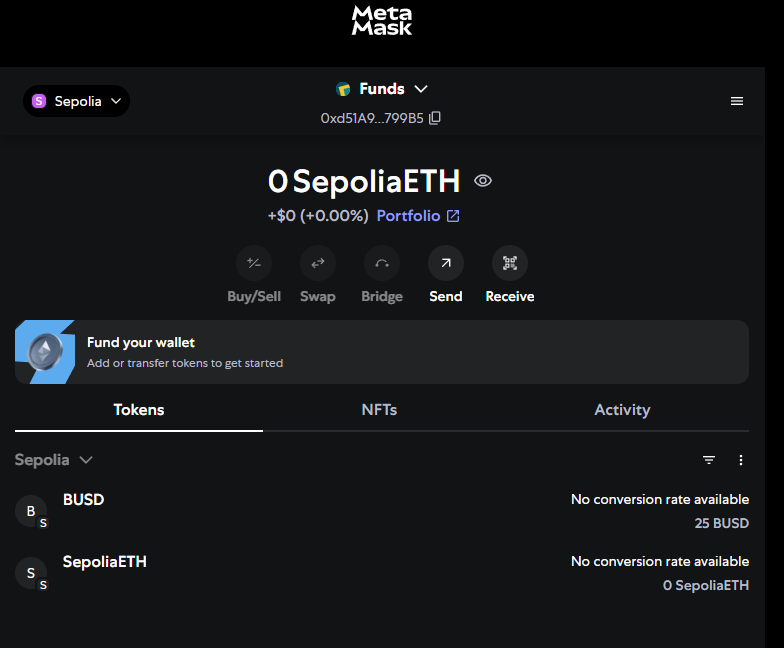 Meta
Mask
S Sepolia
Funds
0xd51A9...799B5
0 SepoliaETH
+$0 (+0.00%) Portfolio
Buy/Sell Swap Bridge Send Receive
Fund your wallet
Add or transfer tokens to get started
Tokens NFTs Activity
Sepolia
B S BUSD No conversion rate available
25 BUSD
S S SepoliaETH No conversion rate available
0 SepoliaETH